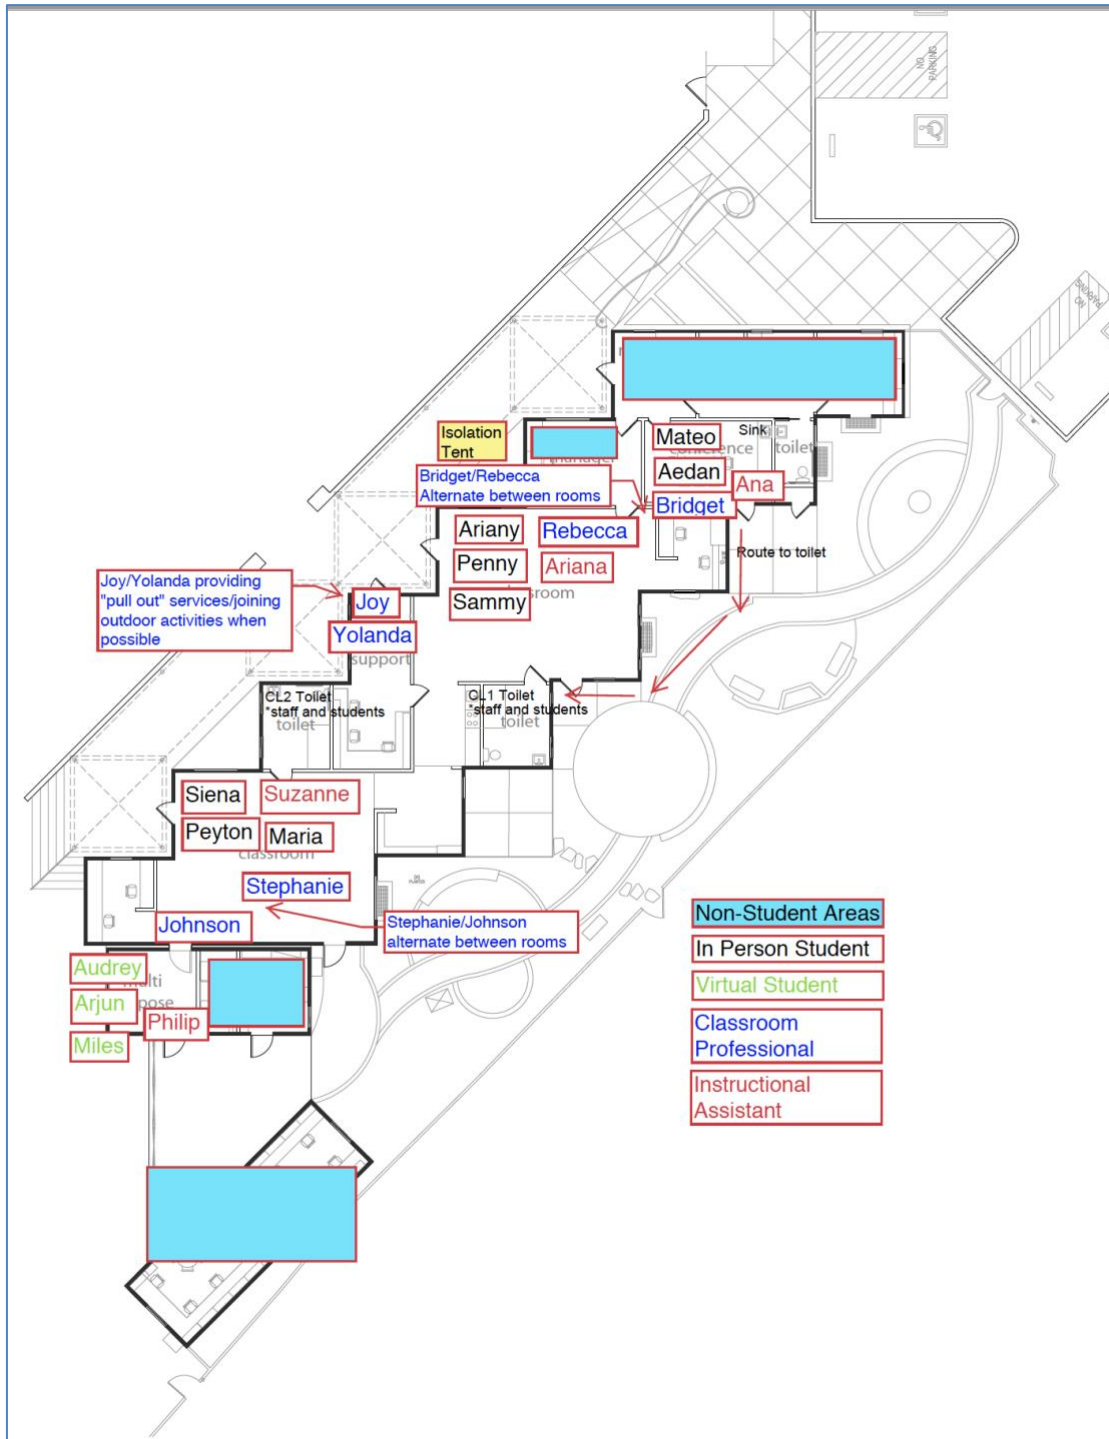 NO
PARKING
NO
PARKING
Isolation
Tent
Bridget/Rebecca
Alternate between rooms
Mateo
Sink
toilet
Aedan
Ana
Bridget
Ariany
Rebecca
Penny
Ariana
Sammy
Route to toilet
Joy/Yolanda providing
"pull out" services/joining
outdoor activities when
possible
Joy
Yolanda
support
CL2 Toilet
*staff and students
toilet
CL1 Toilet
*staff and students
toilet
Siena
Suzanne
Peyton
Maria
classroom
Stephanie
Johnson
Stephanie/Johnson
alternate between rooms
Audrey
Arjun
Philip
Miles
Non-Student Areas
In Person Student
Virtual Student
Classroom
Professional
Instructional
Assistant